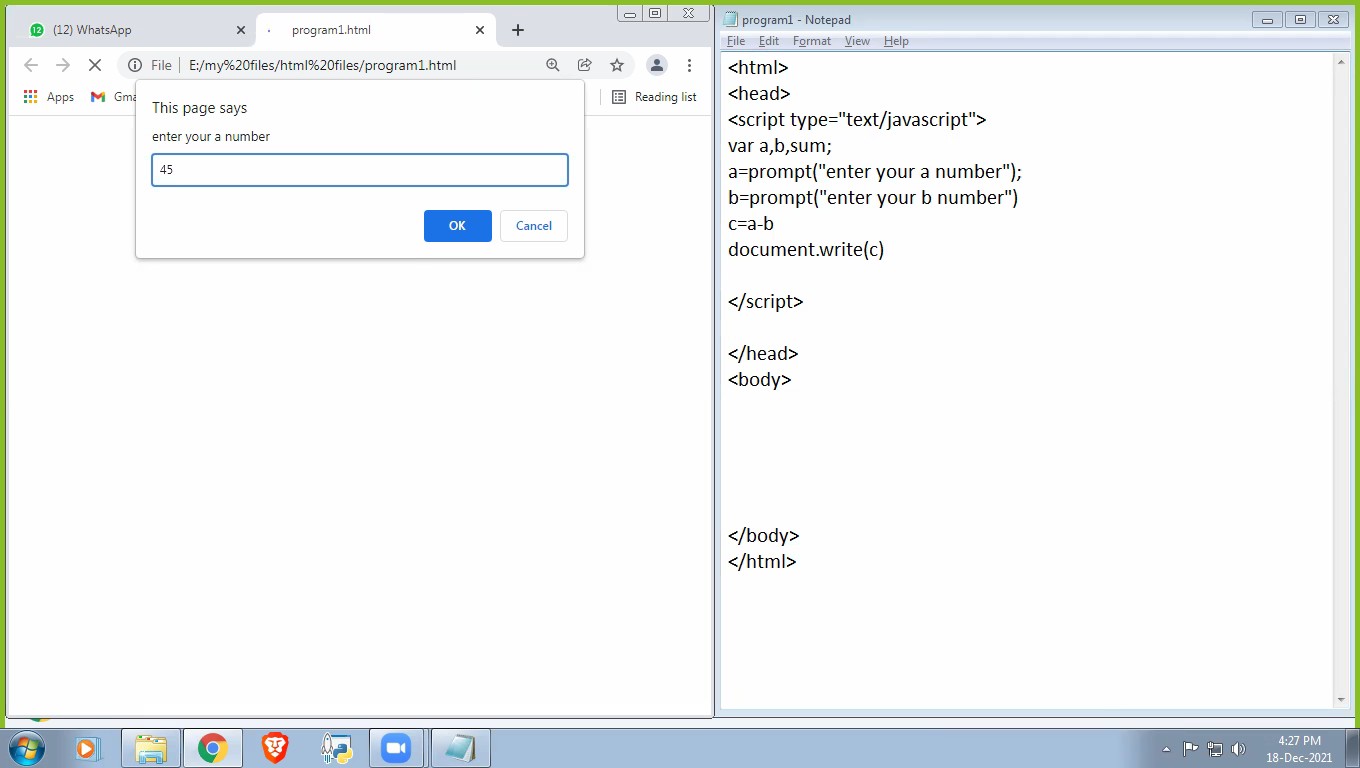 12 (12) WhatsApp
program1.html
File E:/my%20files/html%20files/program1.html
Apps
Gma
Reading list
This page says
enter your a number
45
OK Cancel
program1 - Notepad
File Edit Format View Help
<html>
<head>
<script type="text/javascript">
var a,b,sum;
a=prompt("enter your a number");
b=prompt("enter your b number")
c=a-b
document.write(c)
</script>
</head>
<body>
</body>
</html>
4:27 PM
18-Dec-2021